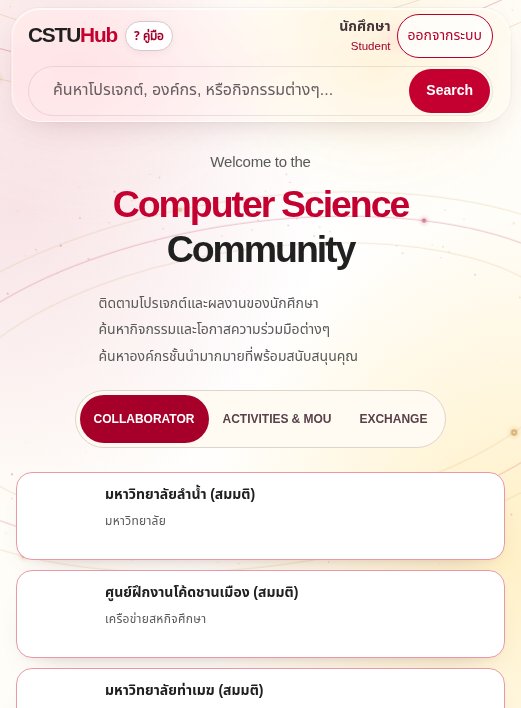 CSTUHub
? คู่มือ
นักศึกษา
Student
ออกจากระบบ
ค้นหาโปรเจกต์, องค์กร, หรือกิจกรรมต่างๆ...
Search
Welcome to the
Computer Science
Community
ติดตามโปรเจกต์และผลงานของนักศึกษา
ค้นหากิจกรรมและโอกาสความร่วมมือต่างๆ
ค้นหาองค์กรชั้นนำมากมายที่พร้อมสนับสนุนคุณ
COLLABORATOR
ACTIVITIES & MOU
EXCHANGE
มหาวิทยาลัยลำน้ำ (สมมติ)
มหาวิทยาลัย
ศูนย์ฝึกงานโค้ดชานเมือง (สมมติ)
เครือข่ายสหกิจศึกษา
มหาวิทยาลัยท่าเมฆ (สมมติ)